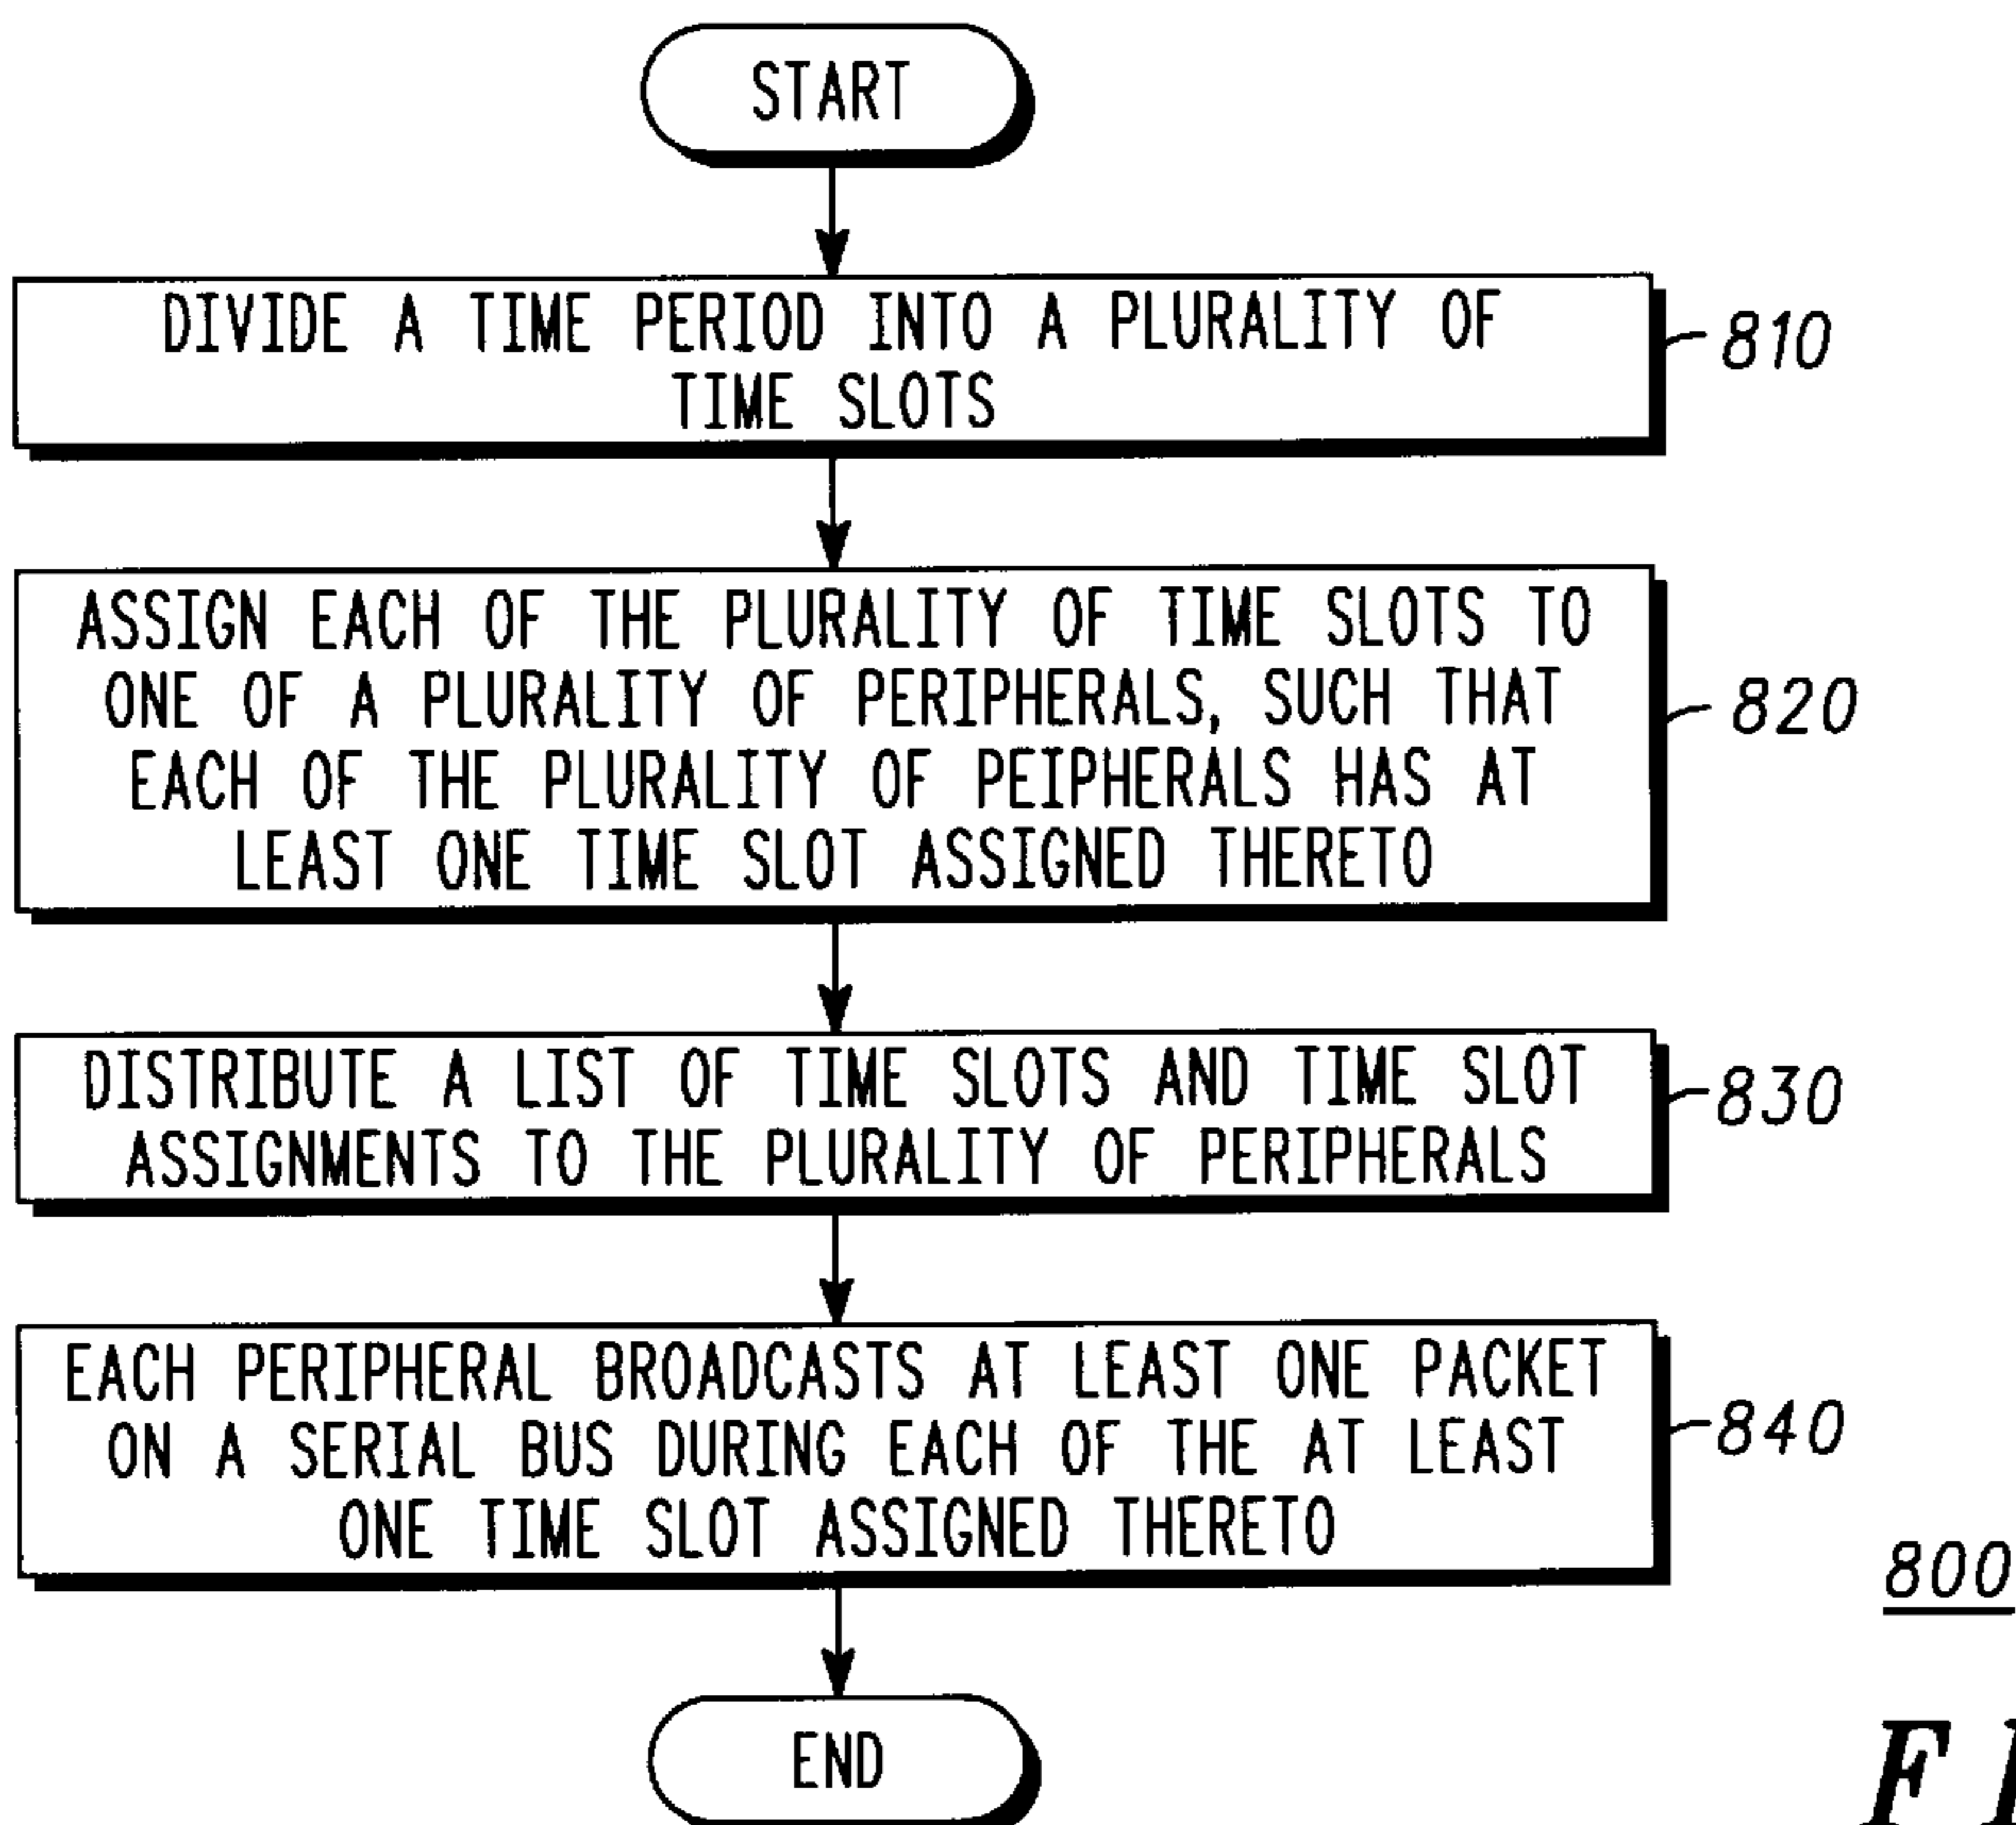 START
DIVIDE A TIME PERIOD INTO A PLURALITY OF
TIME SLOTS
810
ASSIGN EACH OF THE PLURALITY OF TIME SLOTS TO
ONE OF A PLURALITY OF PERIPHERALS, SUCH THAT
EACH OF THE PLURALITY OF PEIPHERALS HAS AT
LEAST ONE TIME SLOT ASSIGNED THERETO
820
DISTRIBUTE A LIST OF TIME SLOTS AND TIME SLOT
ASSIGNMENTS TO THE PLURALITY OF PERIPHERALS
830
EACH PERIPHERAL BROADCASTS AT LEAST ONE PACKET
ON A SERIAL BUS DURING EACH OF THE AT LEAST
ONE TIME SLOT ASSIGNED THERETO
840
800
END